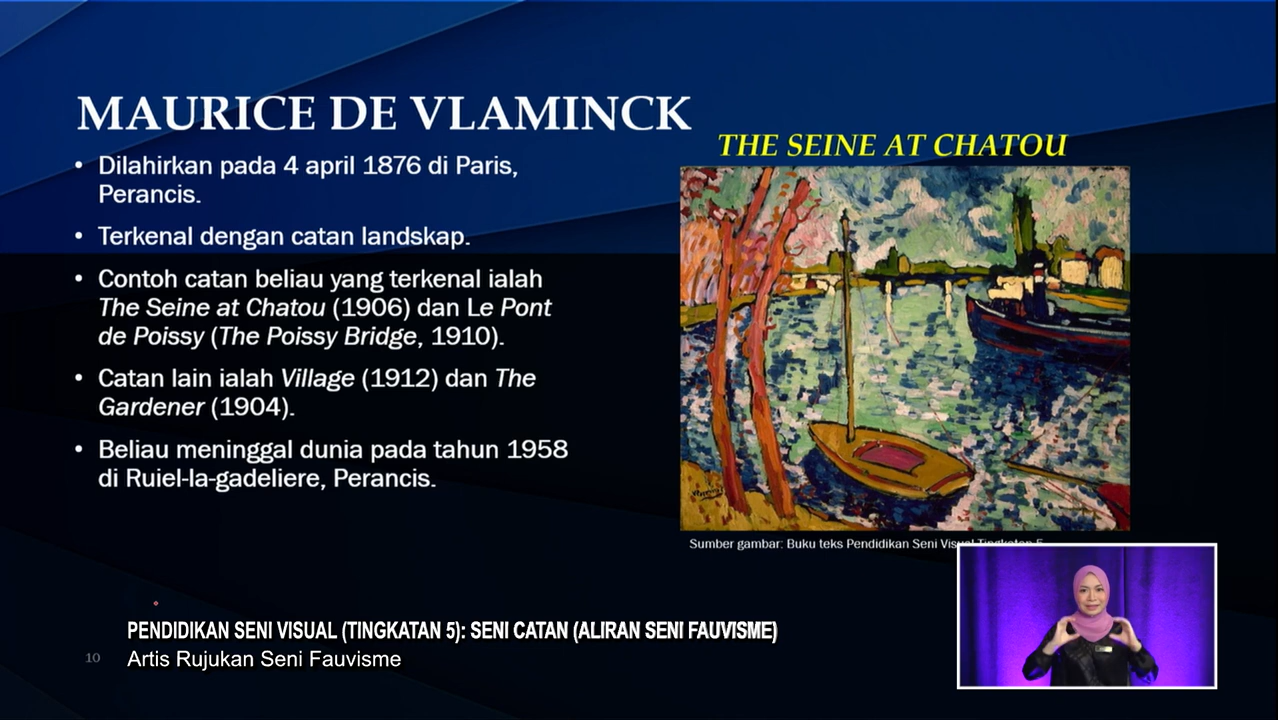 MAURICE DE VLAMINCK
THE SEINE AT CHATOU
• Dilahirkan pada 4 april 1876 di Paris,
Perancis.
• Terkenal dengan catan landskap.
• Contoh catan beliau yang terkenal ialah
The Seine at Chatou (1906) dan Le Pont
de Poissy (The Poissy Bridge, 1910).
• Catan lain ialah Village (1912) dan The
Gardener (1904).
• Beliau meninggal dunia pada tahun 1958
di Ruiel-la-gadeliere, Perancis.
Sumber gambar: Buku teks Pendidikan Seni Visual Tingkatan 5
PENDIDIKAN SENI VISUAL (TINGKATAN 5): SENI CATAN (ALIRAN SENI FAUVISME)
10
Artis Rujukan Seni Fauvisme